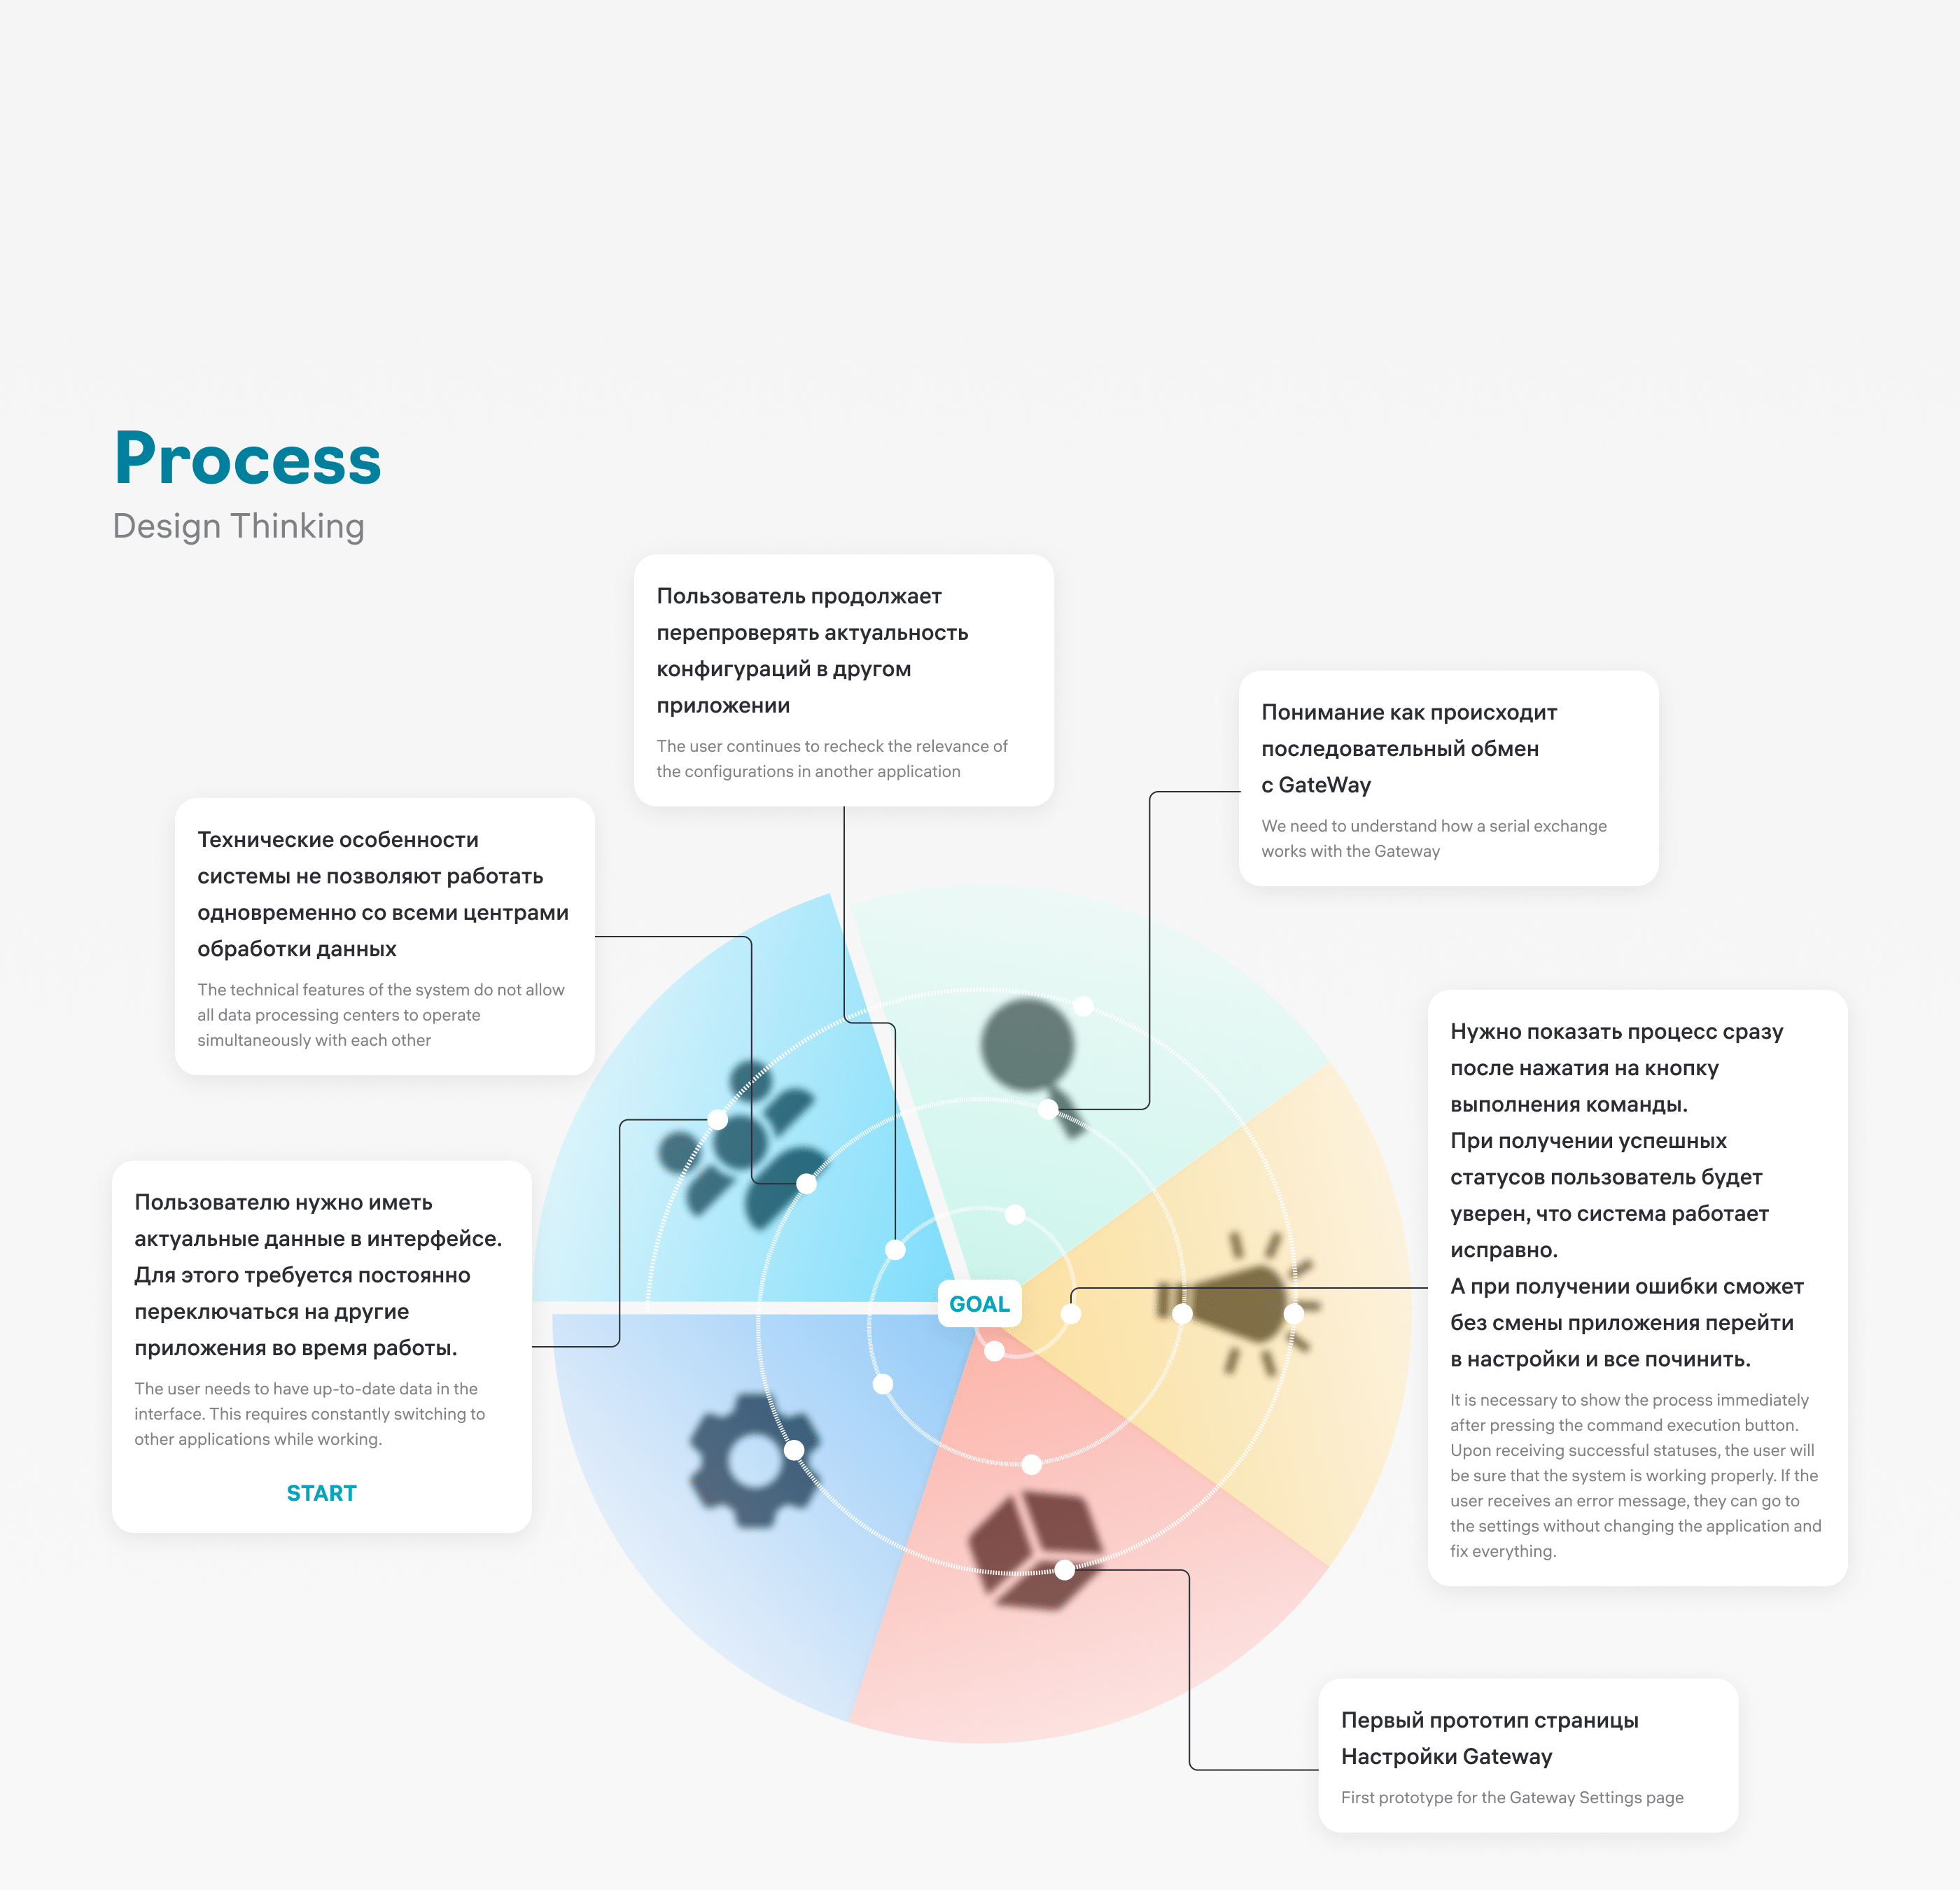 Process
Design Thinking
Пользователь продолжает
перепроверять актуальность
конфигураций в другом
приложении
The user continues to recheck the relevance of
the configurations in another application
Понимание как происходит
последовательный обмен
с GateWay
We need to understand how a serial exchange
works with the Gateway
Технические особенности
системы не позволяют работать
одновременно со всеми центрами
обработки данных
The technical features of the system do not allow
all data processing centers to operate
simultaneously with each other
Нужно показать процесс сразу
после нажатия на кнопку
выполнения команды.
При получении успешных
статусов пользователь будет
уверен, что система работает
исправно.
А при получении ошибки сможет
без смены приложения перейти
в настройки и все починить.
It is necessary to show the process immediately
after pressing the command execution button.
Upon receiving successful statuses, the user will
be sure that the system is working properly. If the
user receives an error message, they can go to
the settings without changing the application and
fix everything.
Пользователю нужно иметь
актуальные данные в интерфейсе.
Для этого требуется постоянно
переключаться на другие
приложения во время работы.
The user needs to have up-to-date data in the
interface. This requires constantly switching to
other applications while working.
START
GOAL
Первый прототип страницы
Настройки Gateway
First prototype for the Gateway Settings page